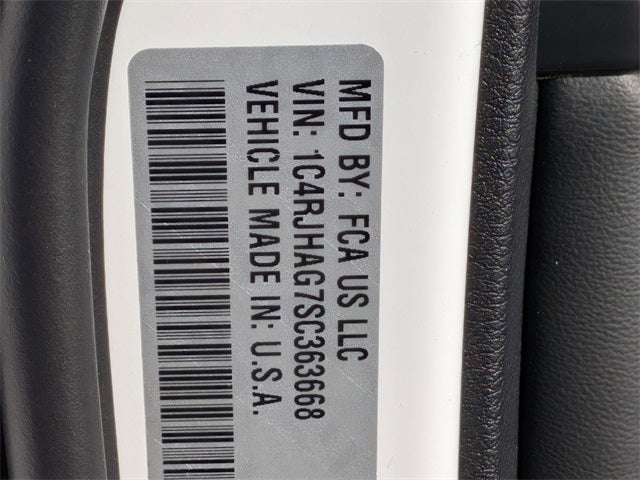 MFD BY: FCA US LLC
VIN: 1C4RJHAG7SC363668
VEHICLE MADE IN: U.S.A.